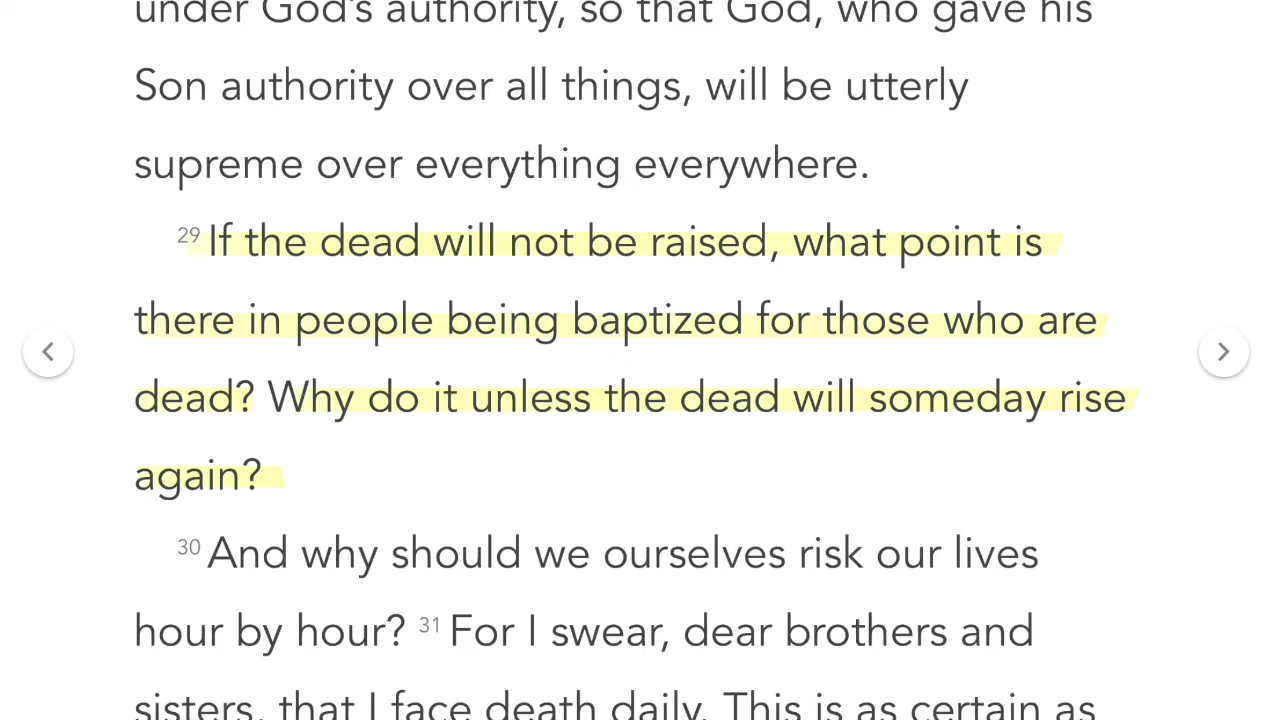 under God's authority, so that God, who gave his
Son authority over all things, will be utterly
supreme over everything everywhere.
29 If the dead will not be raised, what point is
there in people being baptized for those who are
dead? Why do it unless the dead will someday rise
again?
30 And why should we ourselves risk our lives
hour by hour? 31 For I swear, dear brothers and
sisters, that I face death daily. This is as certain as